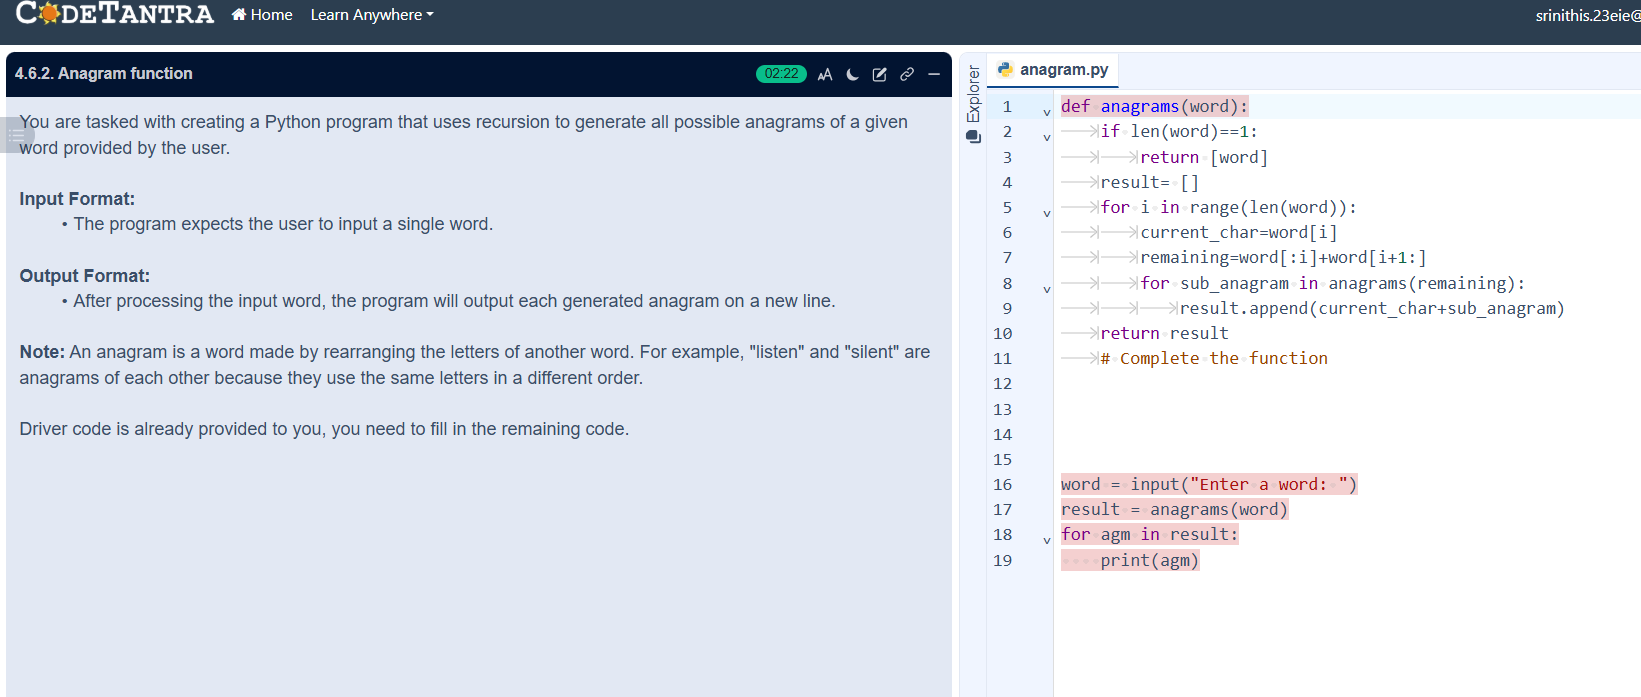 CODETANTRA Home Learn Anywhere srinithis.23eie@
4.6.2. Anagram function 02:22
You are tasked with creating a Python program that uses recursion to generate all possible anagrams of a given
word provided by the user.
Input Format:
• The program expects the user to input a single word.
Output Format:
• After processing the input word, the program will output each generated anagram on a new line.
Note: An anagram is a word made by rearranging the letters of another word. For example, "listen" and "silent" are
anagrams of each other because they use the same letters in a different order.
Driver code is already provided to you, you need to fill in the remaining code.
Explorer
anagram.py
1 def anagrams(word):
2 if len(word)==1:
3 return [word]
4 result= []
5 for i in range(len(word)):
6 current_char=word[i]
7 remaining=word[:i]+word[i+1:]
8 for sub_anagram in anagrams(remaining):
9 result.append(current_char+sub_anagram)
10 return result
11 # Complete the function
12
13
14
15
16 word = input("Enter a word: ")
17 result = anagrams(word)
18 for agm in result:
19 print(agm)